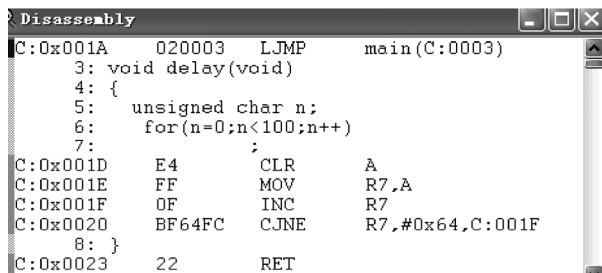 Disassembly
C:0x001A 020003 LJMP main(C:0003)
3: void delay(void)
4: {
5: unsigned char n;
6: for(n=0;n<100;n++)
7: ;
C:0x001D E4 CLR A
C:0x001E FF MOV R7,A
C:0x001F 0F INC R7
C:0x0020 BF64FC CJNE R7,#0x64,C:001F
8: }
C:0x0023 22 RET